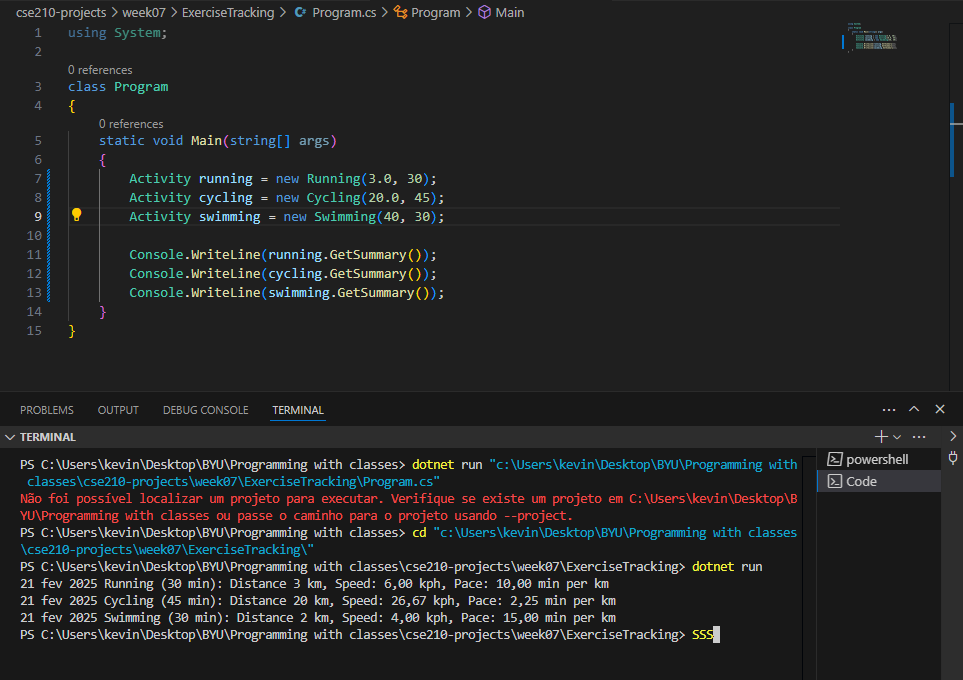 cse210-projects > week07 > ExerciseTracking > Program.cs > Program > Main
1 using System;
2
0 references
3 class Program
4 {
0 references
5 static void Main(string[] args)
6 {
7 Activity running = new Running(3.0, 30);
8 Activity cycling = new Cycling(20.0, 45);
9 Activity swimming = new Swimming(40, 30);
10
11 Console.WriteLine(running.GetSummary());
12 Console.WriteLine(cycling.GetSummary());
13 Console.WriteLine(swimming.GetSummary());
14 }
15 }
PROBLEMS OUTPUT DEBUG CONSOLE TERMINAL
TERMINAL
PS C:\Users\kevin\Desktop\BYU\Programming with classes> dotnet run "c:\Users\kevin\Desktop\BYU\Programming with
classes\cse210-projects\week07\ExerciseTracking\Program.cs"
Não foi possível localizar um projeto para executar. Verifique se existe um projeto em C:\Users\kevin\Desktop\B
YU\Programming with classes ou passe o caminho para o projeto usando --project.
PS C:\Users\kevin\Desktop\BYU\Programming with classes> cd "c:\Users\kevin\Desktop\BYU\Programming with classes
\cse210-projects\week07\ExerciseTracking\"
PS C:\Users\kevin\Desktop\BYU\Programming with classes\cse210-projects\week07\ExerciseTracking> dotnet run
21 fev 2025 Running (30 min): Distance 3 km, Speed: 6,00 kph, Pace: 10,00 min per km
21 fev 2025 Cycling (45 min): Distance 20 km, Speed: 26,67 kph, Pace: 2,25 min per km
21 fev 2025 Swimming (30 min): Distance 2 km, Speed: 4,00 kph, Pace: 15,00 min per km
PS C:\Users\kevin\Desktop\BYU\Programming with classes\cse210-projects\week07\ExerciseTracking> SSS
powershell
Code